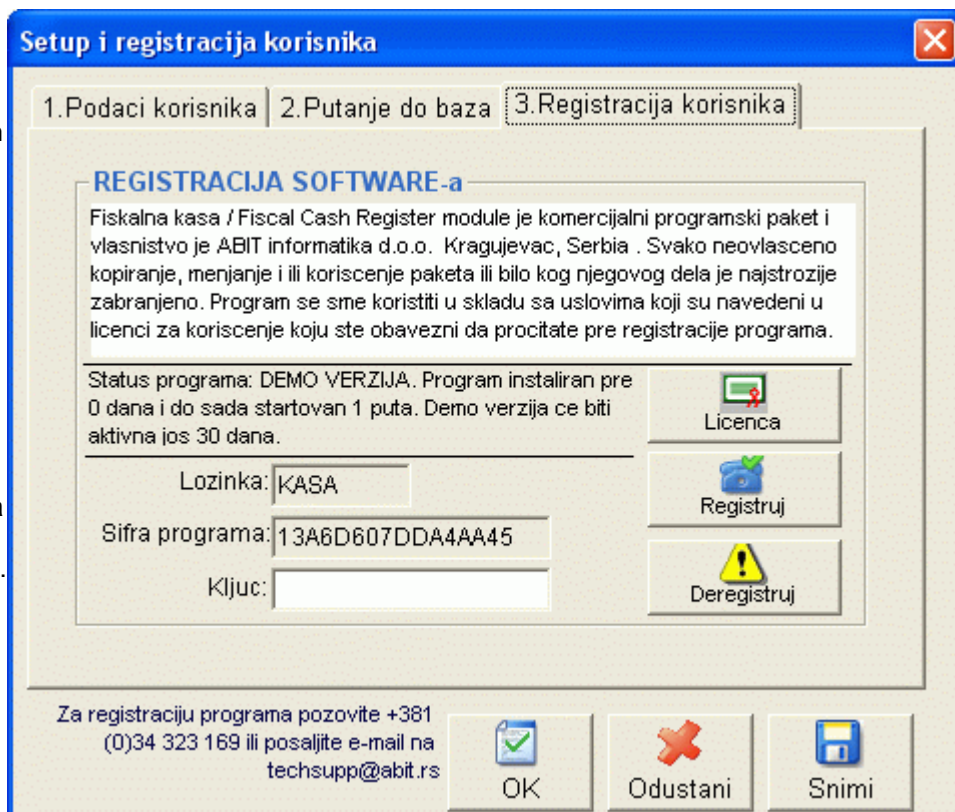 Setup i registracija korisnika
1.Podaci korisnika
2.Putanje do baza
3.Registracija korisnika
REGISTRACIJA SOFTWARE-a
Fiskalna kasa / Fiscal Cash Register module je komercijalni programski paket i
vlasnistvo je ABIT informatika d.o.o. Kragujevac, Serbia . Svako neovlasceno
kopiranje, menjanje i ili koriscenje paketa ili bilo kog njegovog dela je najstrozije
zabranjeno. Program se sme koristiti u skladu sa uslovima koji su navedeni u
licenci za koriscenje koju ste obavezni da procitate pre registracije programa.
Status programa: DEMO VERZIJA. Program instaliran pre
0 dana i do sada startovan 1 puta. Demo verzija ce biti
aktivna jos 30 dana.
Licenca
Lozinka: KASA
Registruj
Sifra programa: 13A6D607DDA4AA45
Kljuc:
Deregistruj
Za registraciju programa pozovite +381
(0)34 323 169 ili posaljite e-mail na
techsupp@abit.rs
OK
Odustani
Snimi